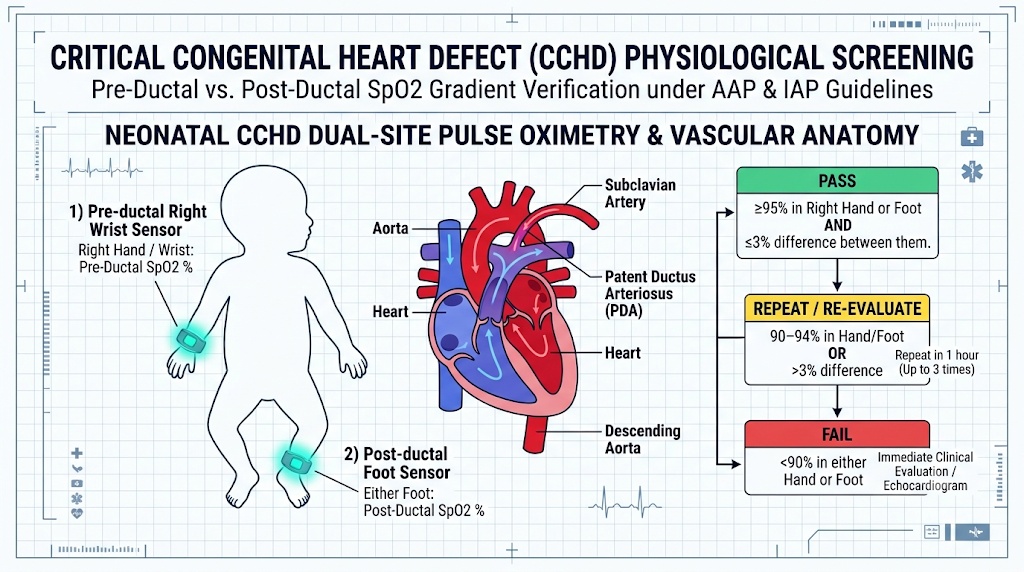 CRITICAL CONGENITAL HEART DEFECT (CCHD) PHYSIOLOGICAL SCREENING
Pre-Ductal vs. Post-Ductal SpO2 Gradient Verification under AAP & IAP Guidelines
NEONATAL CCHD DUAL-SITE PULSE OXIMETRY & VASCULAR ANATOMY
1) Pre-ductal Right
Wrist Sensor
Right Hand / Wrist:
Pre-Ductal SpO2 %
2) Post-ductal
Foot Sensor
Either Foot:
Post-Ductal SpO2 %
Aorta
Heart
Subclavian
Artery
Patent Ductus
Arteriosus
(PDA)
Heart
Descending
Aorta
PASS
≥95% in Right Hand or Foot
AND
≤3% difference between them.
REPEAT / RE-EVALUATE
90–94% in Hand/Foot
OR
>3% difference
Repeat in 1 hour
(Up to 3 times)
FAIL
<90% in either
Hand or Foot
Immediate Clinical
Evaluation /
Echocardiogram